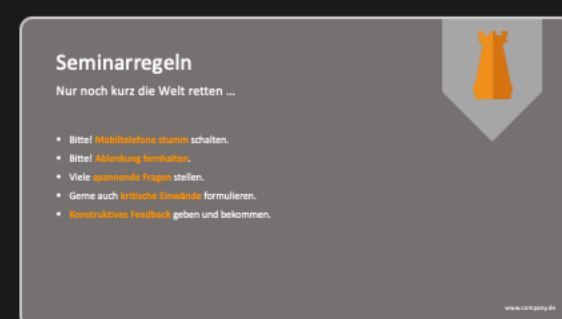 Seminarregeln
Nur noch kurz die Welt retten ...
Bitte! Mobiltelefone stumm schalten.
Bitte! Ablenkung fernhalten.
Viele spannende Fragen stellen.
Gerne auch kritische Einwände formulieren.
Konstruktives Feedback geben und bekommen.
www.company.de